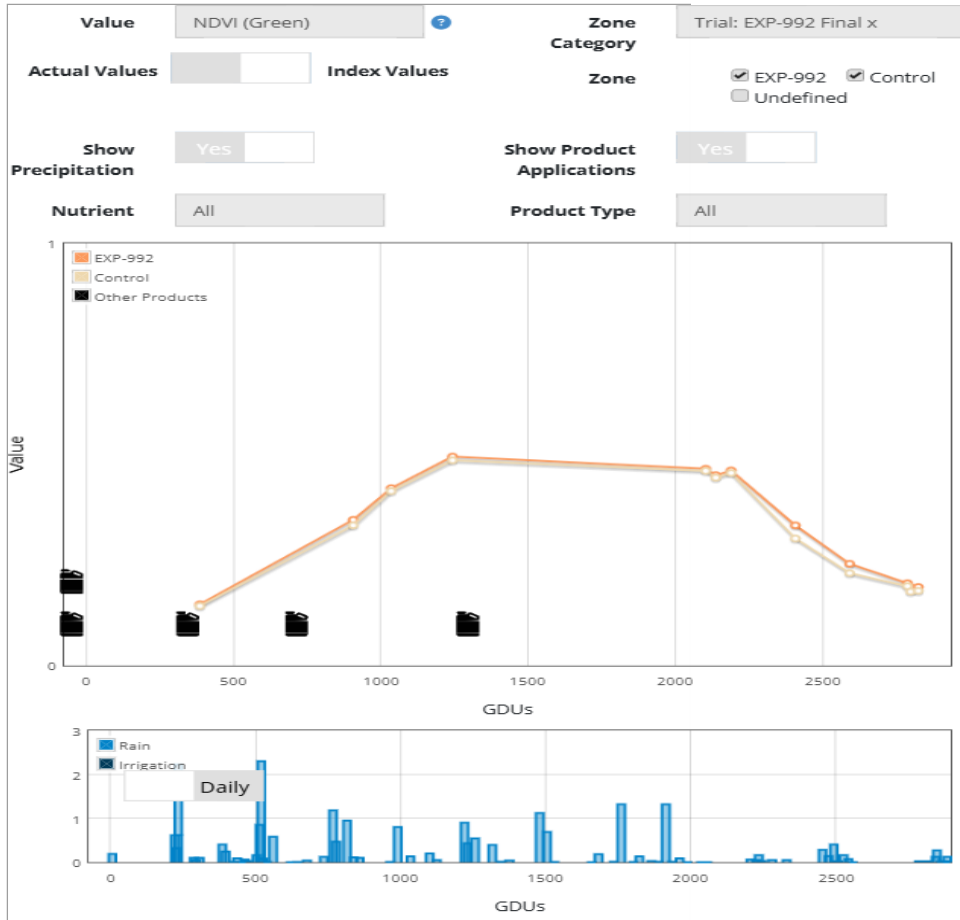 Value NDVI (Green) ? Zone Category Trial: EXP-992 Final x
Actual Values Index Values Zone EXP-992 Control
Undefined
Show Precipitation Yes Show Product Applications Yes
Nutrient All Product Type All
1
EXP-992
Control
Other Products
Value
0
0 500 1000 1500 2000 2500
GDUs
3
Rain
Irrigation
2
Daily
1
0
0 500 1000 1500 2000 2500
GDUs